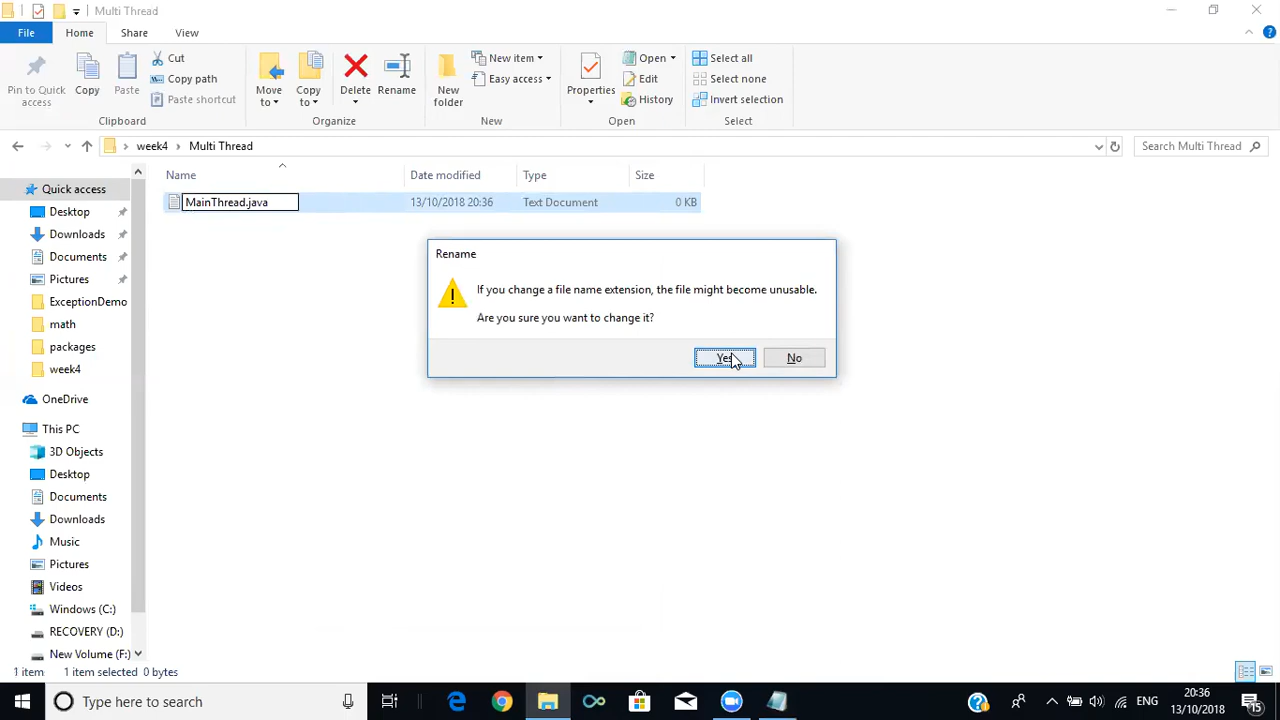 Multi Thread
File
Home
Share
View
Pin to Quick access
Copy
Paste
Cut
Copy path
Paste shortcut
Clipboard
Move to
Copy to
Delete
Rename
Organize
New folder
New item
Easy access
New
Properties
Open
Edit
History
Open
Select all
Select none
Invert selection
Select
week4
Multi Thread
Search Multi Thread
Name
Date modified
Type
Size
MainThread.java
13/10/2018 20:36
Text Document
0 KB
Quick access
Desktop
Downloads
Documents
Pictures
ExceptionDemo
math
packages
week4
OneDrive
This PC
3D Objects
Desktop
Documents
Downloads
Music
Pictures
Videos
Windows (C:)
RECOVERY (D:)
New Volume (F:)
Rename
If you change a file name extension, the file might become unusable.
Are you sure you want to change it?
Yes
No
1 item
1 item selected 0 bytes
Type here to search
ENG
20:36
13/10/2018
15